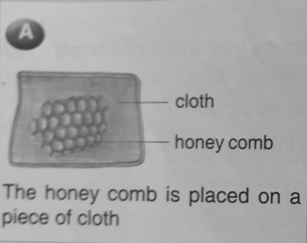 A
cloth
honey comb
The honey comb is placed on a
piece of cloth